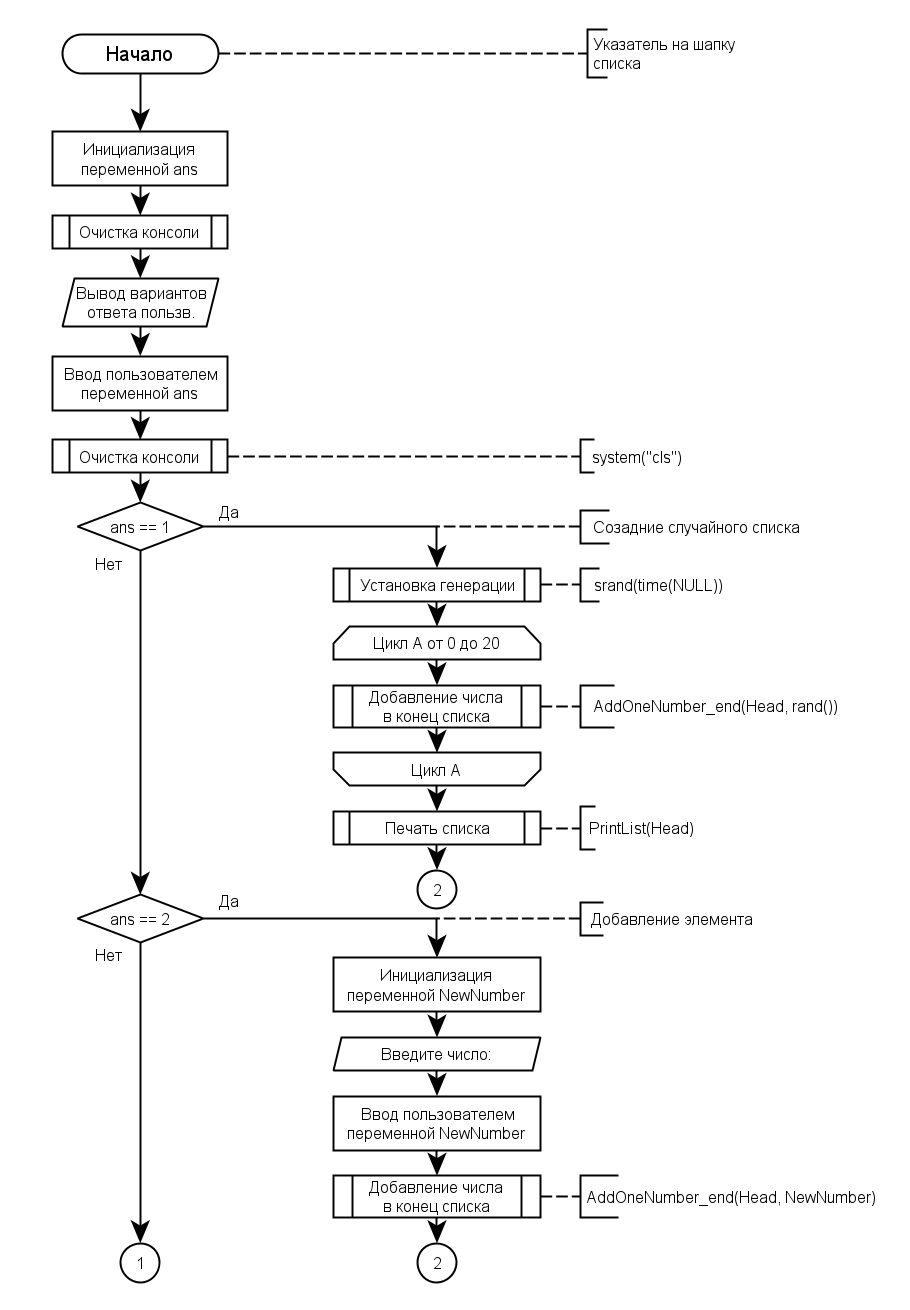 Начало
Указатель на шапку
списка
Инициализация
переменной ans
Очистка консоли
Вывод вариантов
ответа пользв.
Ввод пользователем
переменной ans
Очистка консоли
system("cls")
ans == 1
Да
Нет
Созадние случайного списка
Установка генерации
srand(time(NULL))
Цикл А от 0 до 20
Добавление числа
в конец списка
AddOneNumber_end(Head, rand())
Цикл А
Печать списка
PrintList(Head)
2
ans == 2
Да
Нет
Добавление элемента
Инициализация
переменной NewNumber
Введите число:
Ввод пользователем
переменной NewNumber
Добавление числа
в конец списка
AddOneNumber_end(Head, NewNumber)
1
2